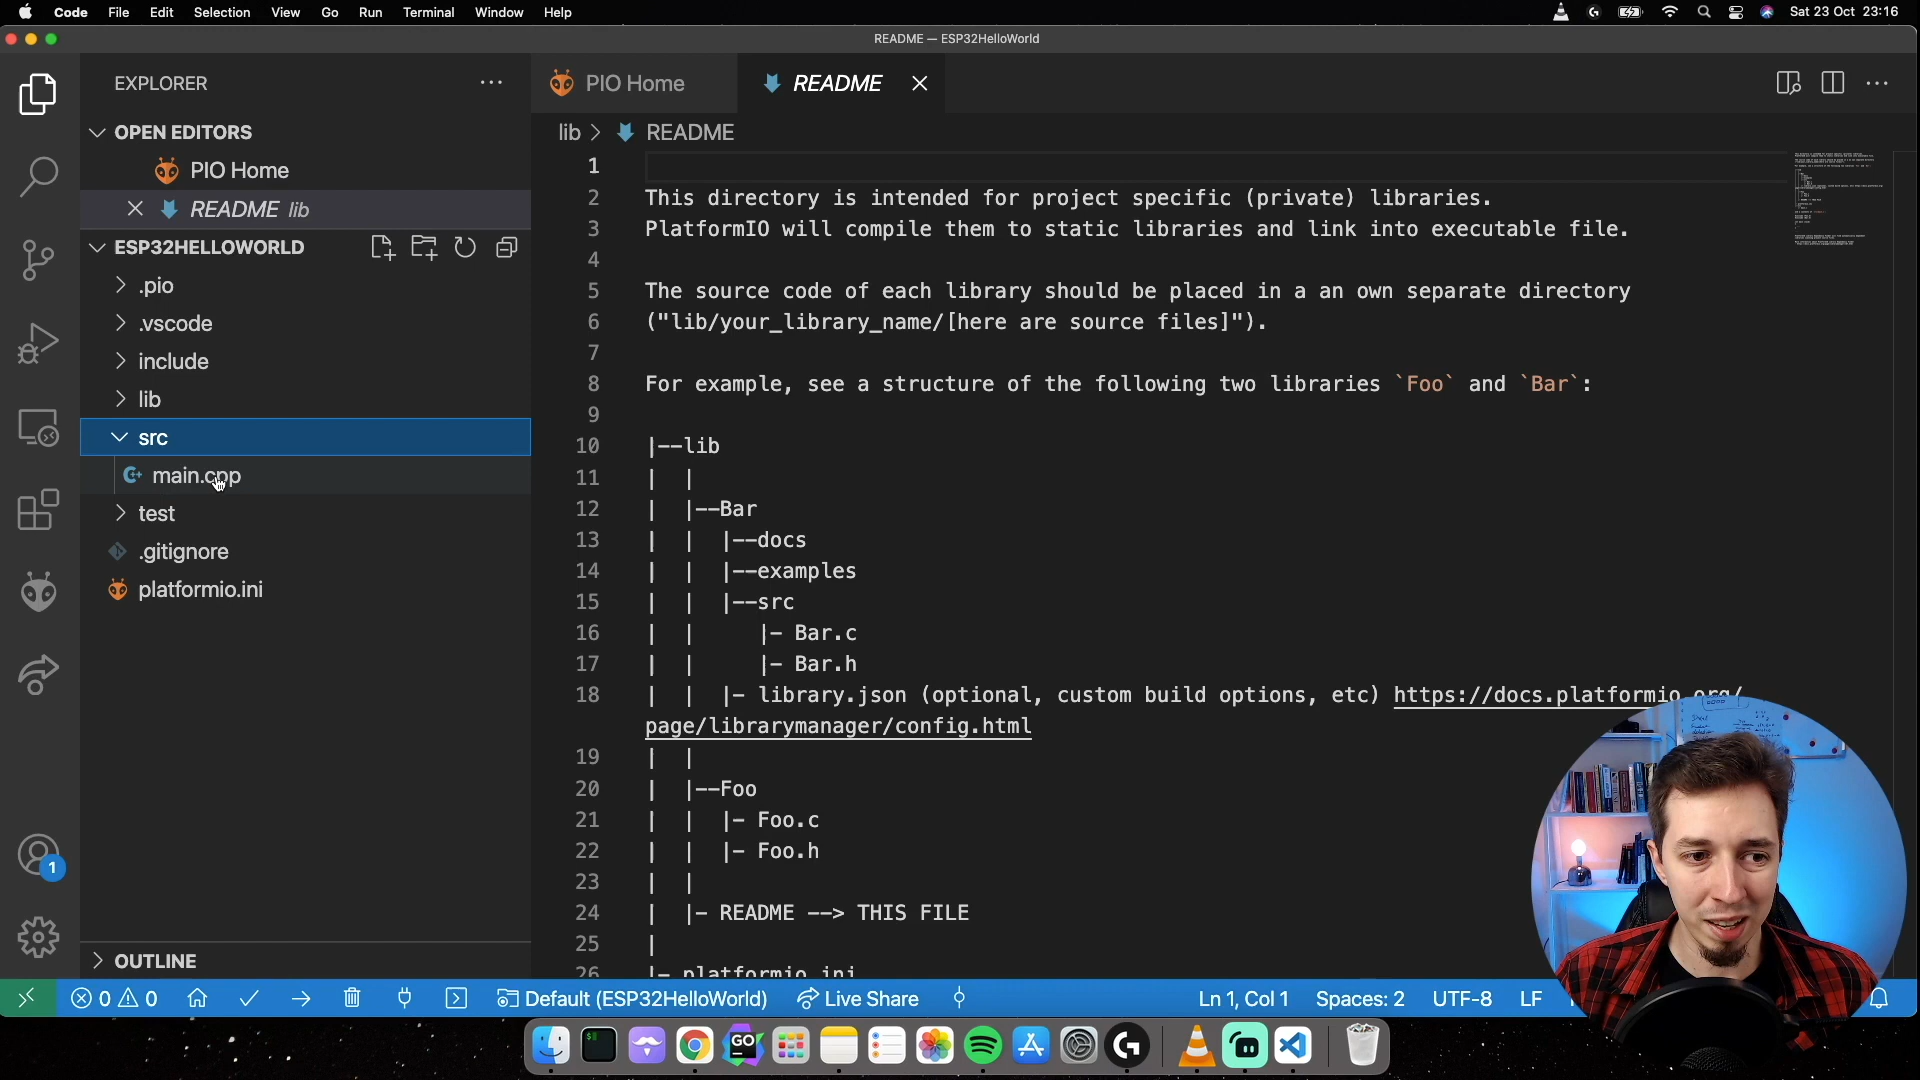 Code File Edit Selection View Go Run Terminal Window Help
Sat 23 Oct 23:16
README — ESP32HelloWorld
EXPLORER
OPEN EDITORS
PIO Home
README lib
ESP32HELLOWORLD
.pio
.vscode
include
lib
src
main.cpp
test
.gitignore
platformio.ini
OUTLINE
1
PIO Home
README
lib > README
1
2 This directory is intended for project specific (private) libraries.
3 PlatformIO will compile them to static libraries and link into executable file.
4
5 The source code of each library should be placed in a an own separate directory
6 ("lib/your_library_name/[here are source files]").
7
8 For example, see a structure of the following two libraries `Foo` and `Bar`:
9
10 |--lib
11 | |
12 | |--Bar
13 | | |--docs
14 | | |--examples
15 | | |--src
16 | | |- Bar.c
17 | | |- Bar.h
18 | | |- library.json (optional, custom build options, etc) https://docs.platformio.org/
page/librarymanager/config.html
19 | |
20 | |--Foo
21 | | |- Foo.c
22 | | |- Foo.h
23 | |
24 | |- README --> THIS FILE
25 |
26 |- platformio.ini
0 0
Default (ESP32HelloWorld)
Live Share
Ln 1, Col 1
Spaces: 2
UTF-8
LF
GO